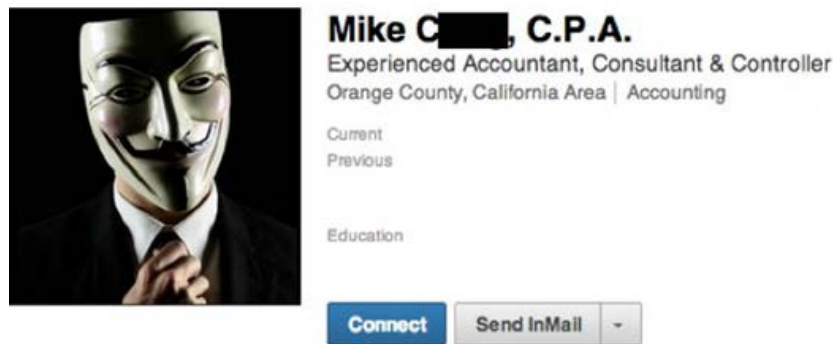 Mike C, C.P.A.
Experienced Accountant, Consultant & Controller
Orange County, California Area | Accounting
Current
Previous
Education
Connect
Send InMail